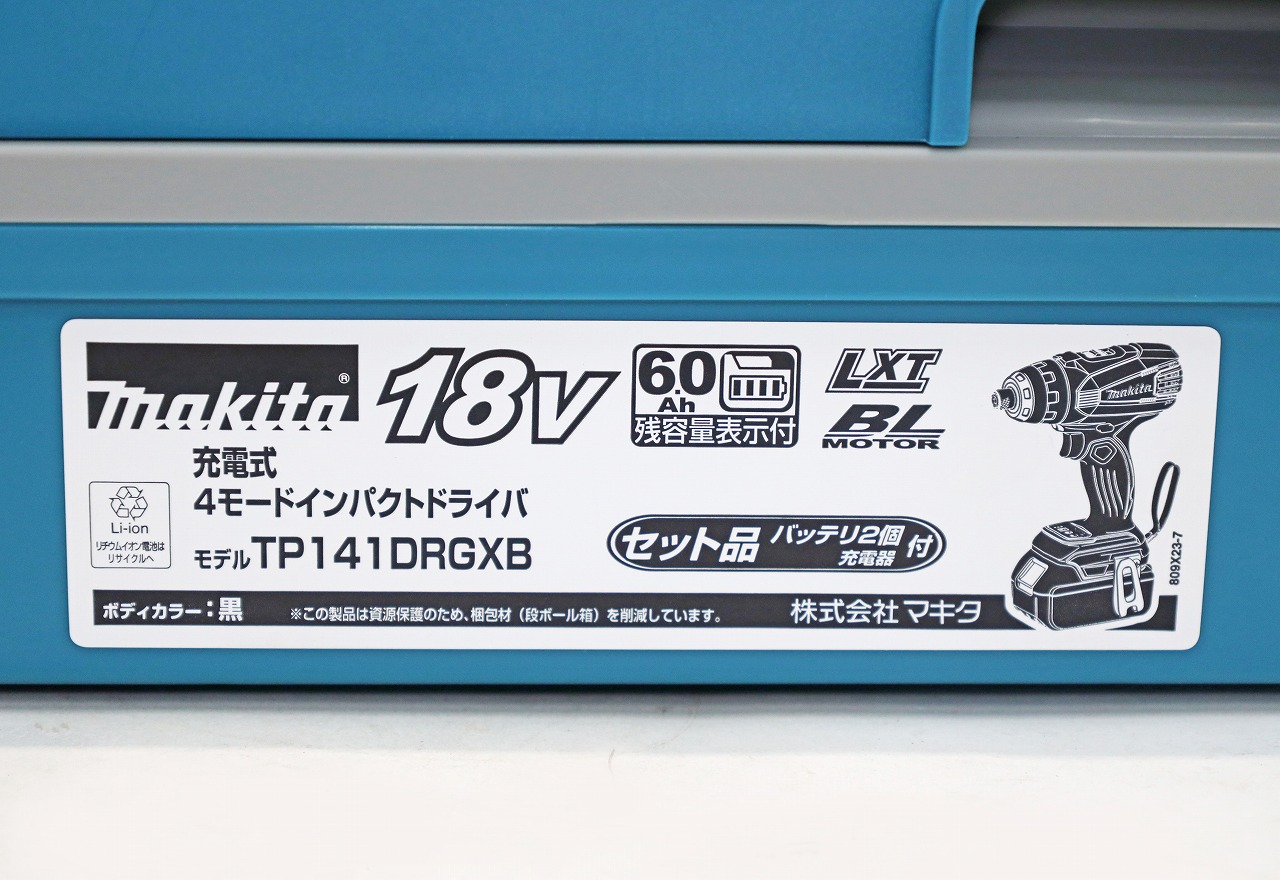 makita® 18V 6.0 Ah 残容量表示付 LXT BL MOTOR
充電式
4モードインパクトドライバ
モデル TP141DRGXB
Li-ion
リチウムイオン電池は
リサイクルへ
セット品 バッテリ2個 充電器 付
ボディカラー：黒 ※この製品は資源保護のため、梱包材（段ボール箱）を削減しています。 株式会社 マキタ
makita
809X23-7